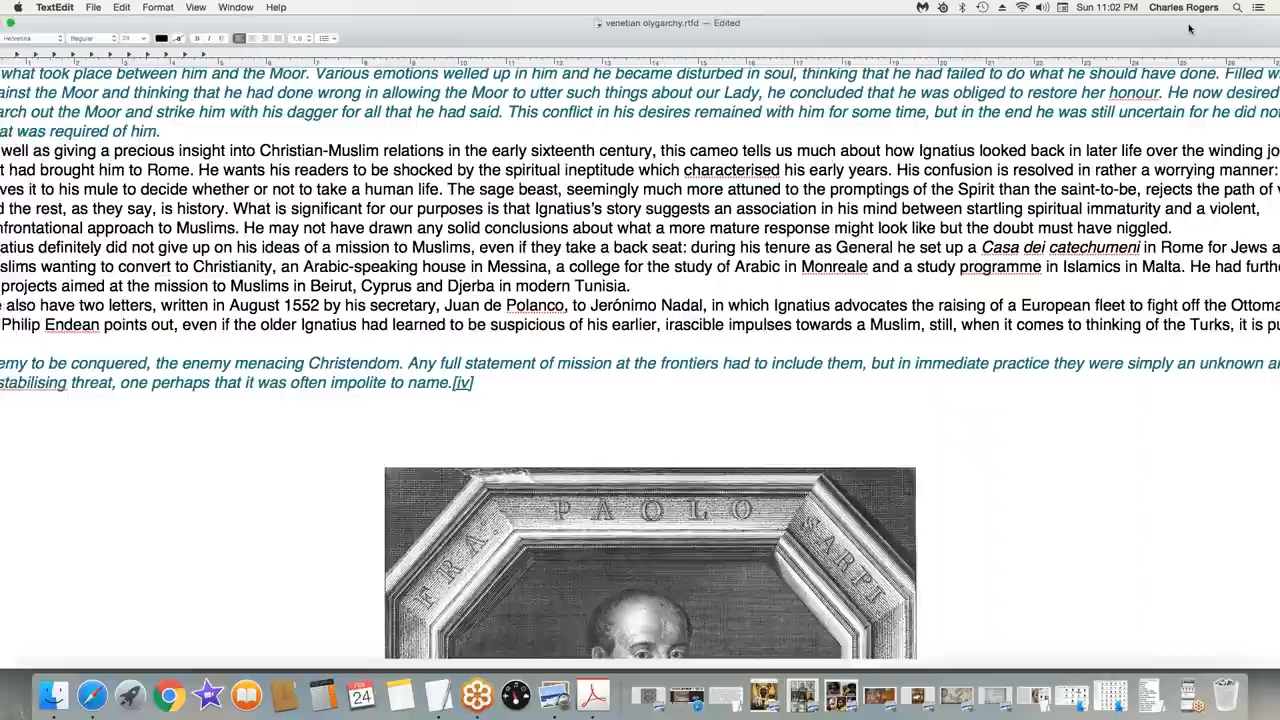 TextEdit File Edit Format View Window Help Sun 11:02 PM Charles Rogers
venetian olygarchy.rtfd — Edited
Helvetica Regular 24 B I U 1.0
what took place between him and the Moor. Various emotions welled up in him and he became disturbed in soul, thinking that he had failed to do what he should have done. Filled w
ainst the Moor and thinking that he had done wrong in allowing the Moor to utter such things about our Lady, he concluded that he was obliged to restore her honour. He now desired
arch out the Moor and strike him with his dagger for all that he had said. This conflict in his desires remained with him for some time, but in the end he was still uncertain for he did no
at was required of him.
well as giving a precious insight into Christian-Muslim relations in the early sixteenth century, this cameo tells us much about how Ignatius looked back in later life over the winding jo
t had brought him to Rome. He wants his readers to be shocked by the spiritual ineptitude which characterised his early years. His confusion is resolved in rather a worrying manner:
ves it to his mule to decide whether or not to take a human life. The sage beast, seemingly much more attuned to the promptings of the Spirit than the saint-to-be, rejects the path of v
d the rest, as they say, is history. What is significant for our purposes is that Ignatius’s story suggests an association in his mind between startling spiritual immaturity and a violent,
nfrontational approach to Muslims. He may not have drawn any solid conclusions about what a more mature response might look like but the doubt must have niggled.
atius definitely did not give up on his ideas of a mission to Muslims, even if they take a back seat: during his tenure as General he set up a Casa dei catechumeni in Rome for Jews a
slims wanting to convert to Christianity, an Arabic-speaking house in Messina, a college for the study of Arabic in Monreale and a study programme in Islamics in Malta. He had furth
projects aimed at the mission to Muslims in Beirut, Cyprus and Djerba in modern Tunisia.
e also have two letters, written in August 1552 by his secretary, Juan de Polanco, to Jerónimo Nadal, in which Ignatius advocates the raising of a European fleet to fight off the Ottoma
Philip Endean points out, even if the older Ignatius had learned to be suspicious of his earlier, irascible impulses towards a Muslim, still, when it comes to thinking of the Turks, it is pu
emy to be conquered, the enemy menacing Christendom. Any full statement of mission at the frontiers had to include them, but in immediate practice they were simply an unknown a
stabilising threat, one perhaps that it was often impolite to name.[iv]
FRA PAOLO SARPI
FEB
24